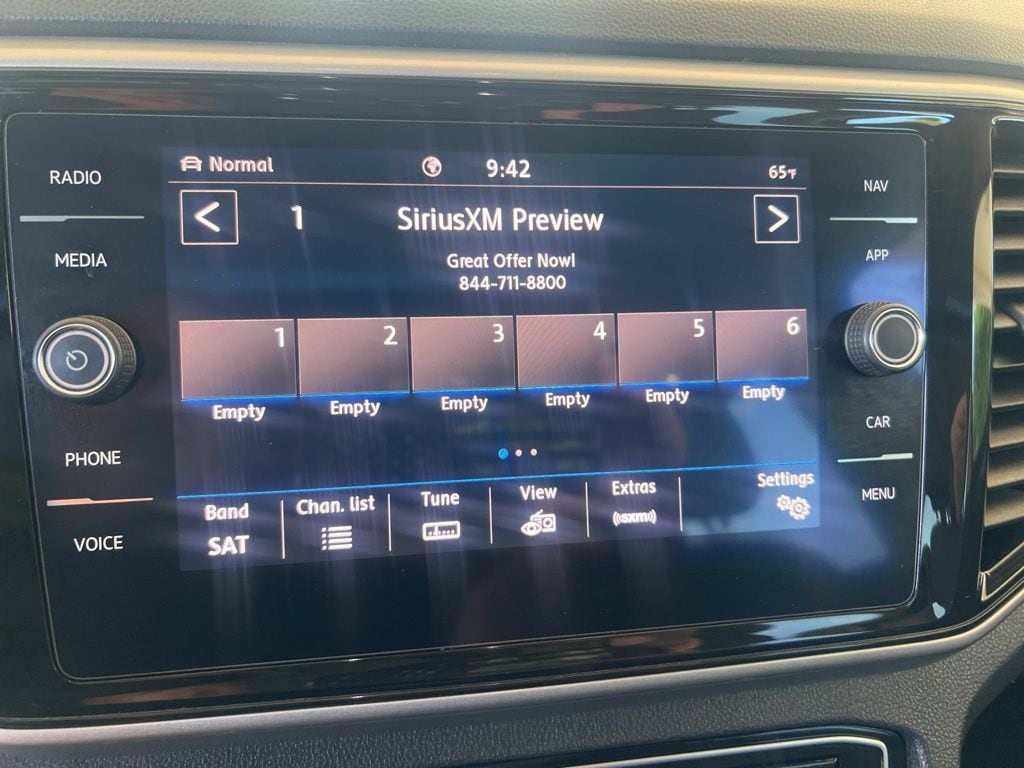 RADIO
MEDIA
PHONE
VOICE
Normal 9:42 65°F
1 SiriusXM Preview
Great Offer Now!
844-711-8800
1 2 3 4 5 6
Empty Empty Empty Empty Empty Empty
Band Chan. list Tune View Extras Settings
SAT ((sxm))
NAV
APP
CAR
MENU